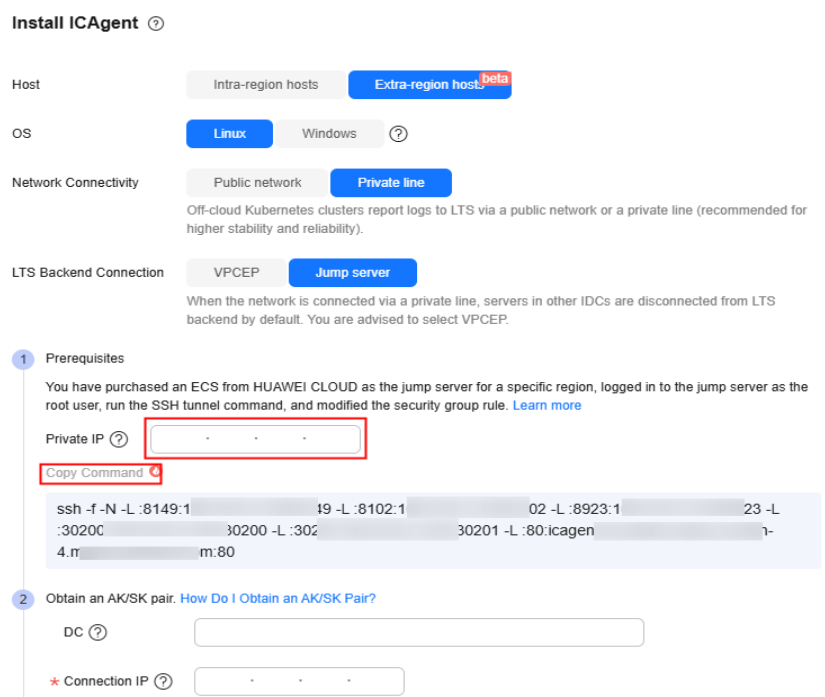 Install ICAgent ?
Host Intra-region hosts Extra-region hosts beta
OS Linux Windows ?
Network Connectivity Public network Private line
Off-cloud Kubernetes clusters report logs to LTS via a public network or a private line (recommended for
higher stability and reliability).
LTS Backend Connection VPCEP Jump server
When the network is connected via a private line, servers in other IDCs are disconnected from LTS
backend by default. You are advised to select VPCEP.
1 Prerequisites
You have purchased an ECS from HUAWEI CLOUD as the jump server for a specific region, logged in to the jump server as the
root user, run the SSH tunnel command, and modified the security group rule. Learn more
Private IP ? . . .
Copy Command
ssh -f -N -L :8149:1 49 -L :8102:1 02 -L :8923:1 23 -L
:30200 30200 -L :302 30201 -L :80:icagen n-
4.m m:80
2 Obtain an AK/SK pair. How Do I Obtain an AK/SK Pair?
DC ?
* Connection IP ? . . .